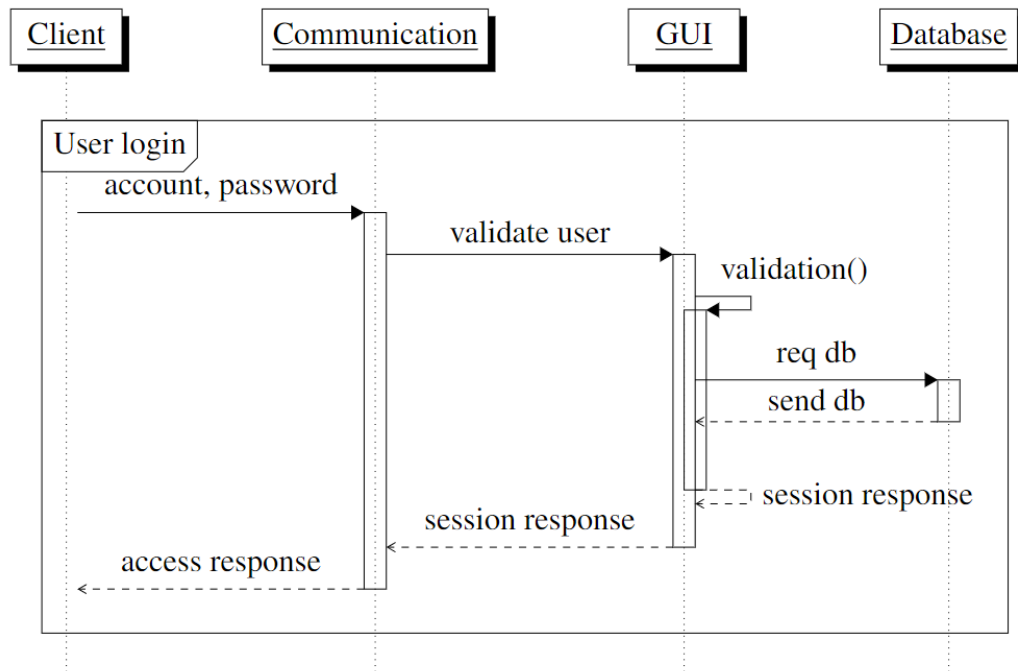 Client
Communication
GUI
Database
User login
account, password
validate user
validation()
req db
send db
session response
session response
access response